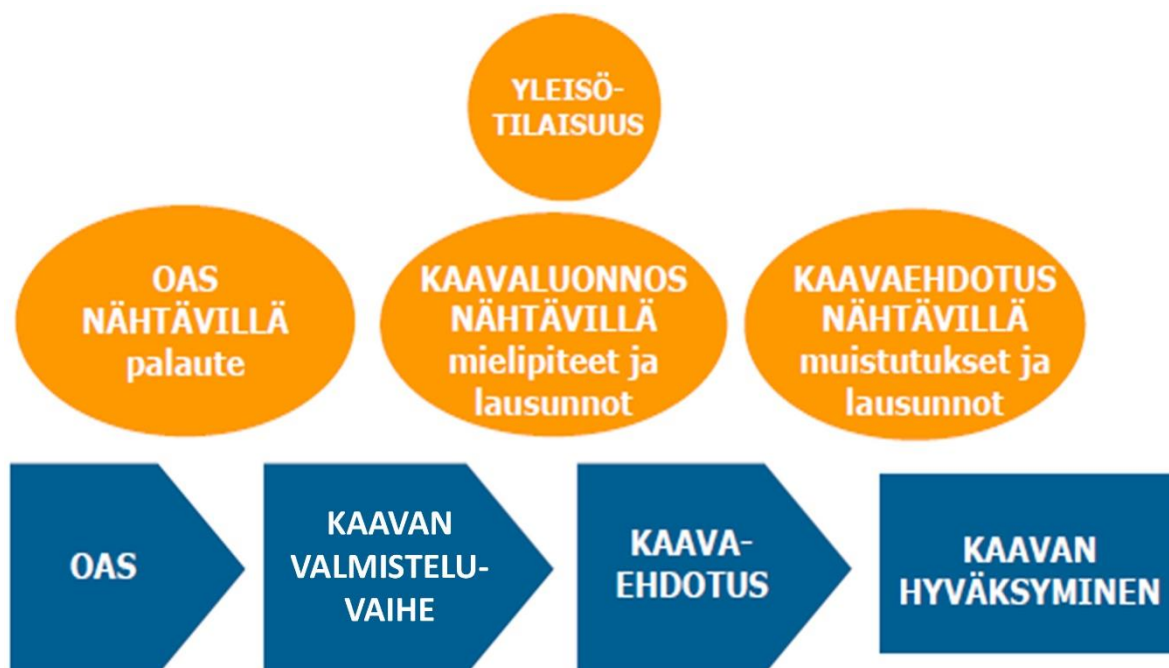 YLEISÖ-
TILAISUUS
OAS
NÄHTÄVILLÄ
palaute
KAAVALUONNOS
NÄHTÄVILLÄ
mielipiteet ja
lausunnot
KAAVAEHDOTUS
NÄHTÄVILLÄ
muistutukset ja
lausunnot
OAS
KAAVAN
VALMISTELU-
VAIHE
KAAVA-
EHDOTUS
KAAVAN
HYVÄKSYMINEN